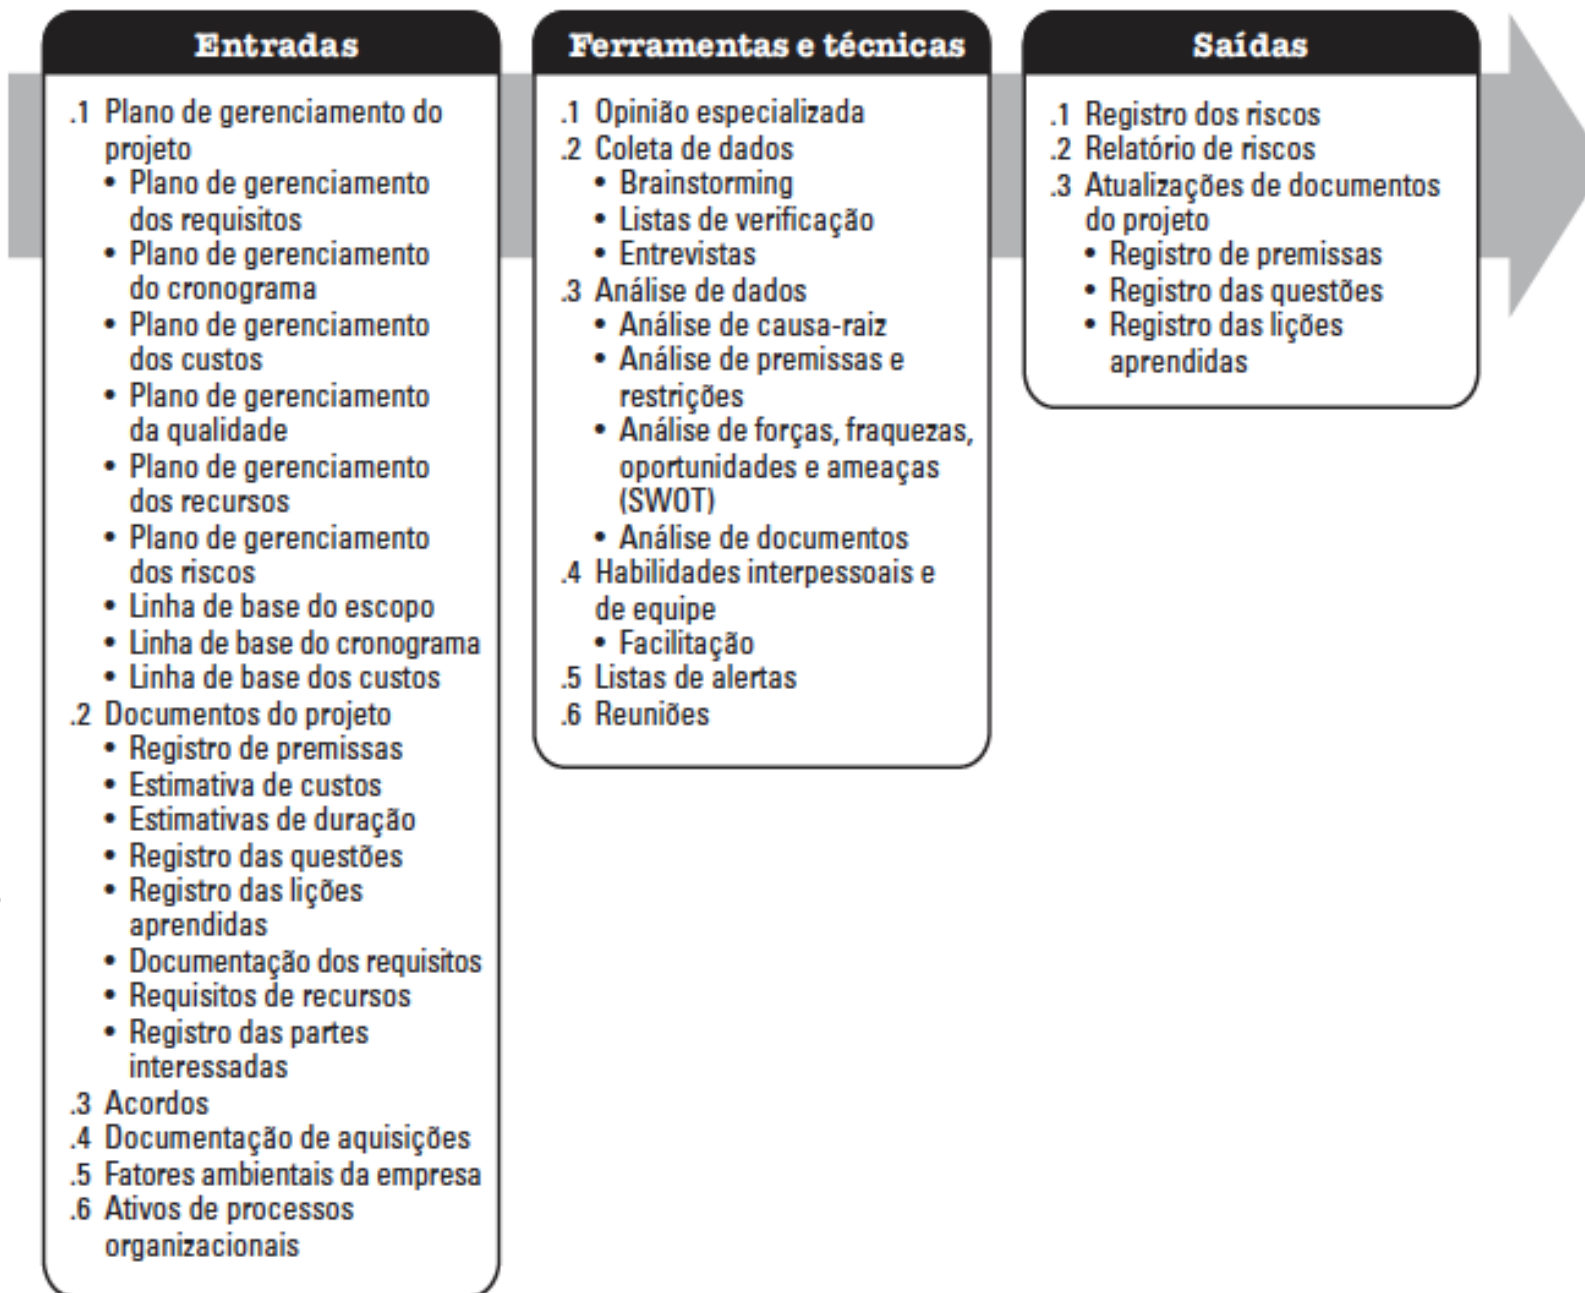 Entradas
.1 Plano de gerenciamento do
projeto
• Plano de gerenciamento
dos requisitos
• Plano de gerenciamento
do cronograma
• Plano de gerenciamento
dos custos
• Plano de gerenciamento
da qualidade
• Plano de gerenciamento
dos recursos
• Plano de gerenciamento
dos riscos
• Linha de base do escopo
• Linha de base do cronograma
• Linha de base dos custos
.2 Documentos do projeto
• Registro de premissas
• Estimativa de custos
• Estimativas de duração
• Registro das questões
• Registro das lições
aprendidas
• Documentação dos requisitos
• Requisitos de recursos
• Registro das partes
interessadas
.3 Acordos
.4 Documentação de aquisições
.5 Fatores ambientais da empresa
.6 Ativos de processos
organizacionais
Ferramentas e técnicas
.1 Opinião especializada
.2 Coleta de dados
• Brainstorming
• Listas de verificação
• Entrevistas
.3 Análise de dados
• Análise de causa-raiz
• Análise de premissas e
restrições
• Análise de forças, fraquezas,
oportunidades e ameaças
(SWOT)
• Análise de documentos
.4 Habilidades interpessoais e
de equipe
• Facilitação
.5 Listas de alertas
.6 Reuniões
Saídas
.1 Registro dos riscos
.2 Relatório de riscos
.3 Atualizações de documentos
do projeto
• Registro de premissas
• Registro das questões
• Registro das lições
aprendidas